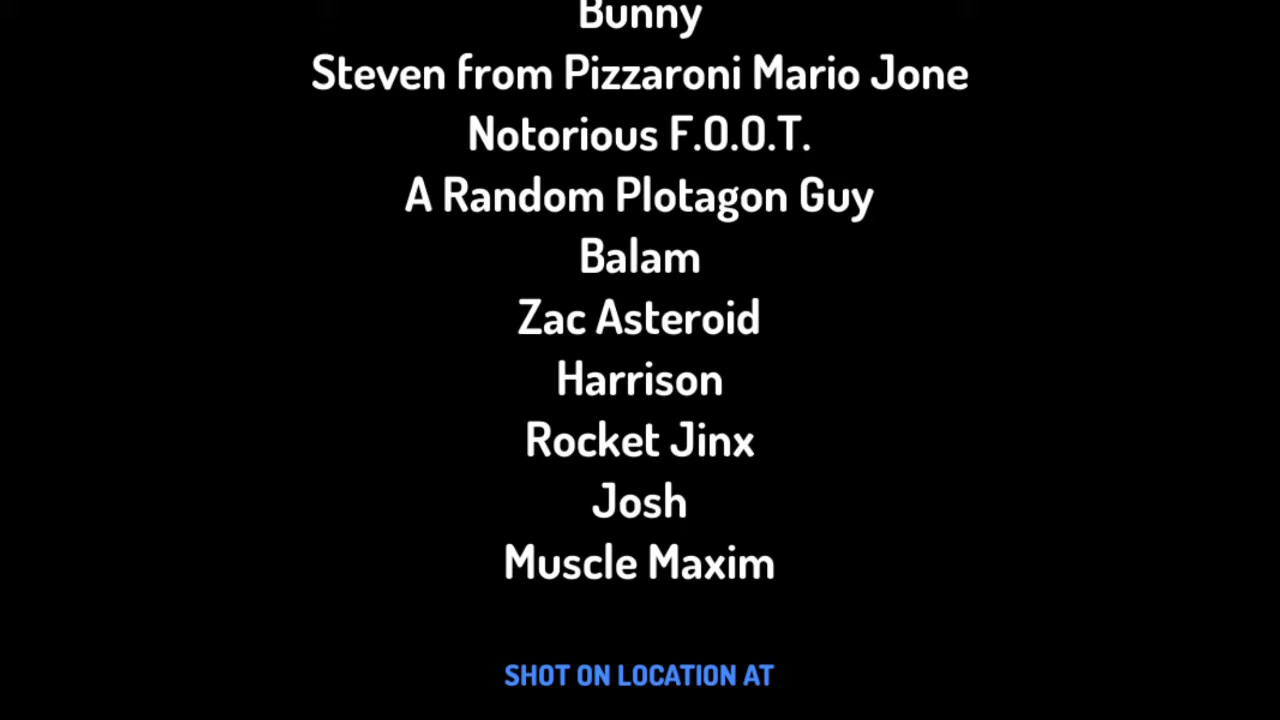 Bunny
Steven from Pizzaroni Mario Jone
Notorious F.O.O.T.
A Random Plotagon Guy
Balam
Zac Asteroid
Harrison
Rocket Jinx
Josh
Muscle Maxim
SHOT ON LOCATION AT